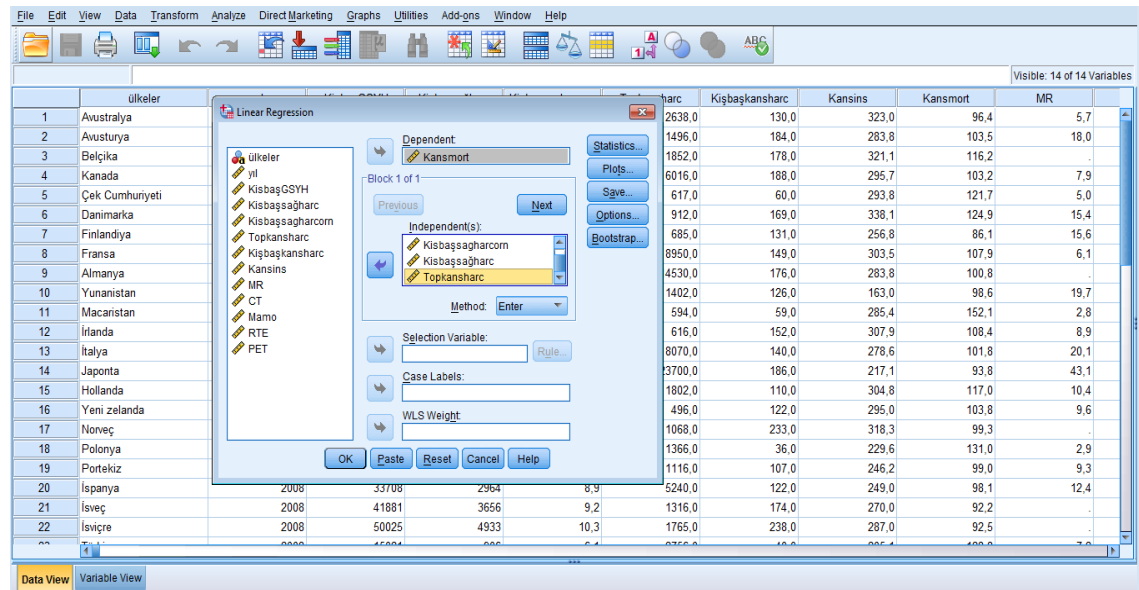 File Edit View Data Transform Analyze Direct Marketing Graphs Utilities Add-ons Window Help
Visible: 14 of 14 Variables
ülkeler harc Kişbaşkansharc Kansins Kansmort MR
1 Avustralya 2638,0 130,0 323,0 96,4 5,7
2 Avusturya 1496,0 184,0 283,8 103,5 18,0
3 Belçika 1852,0 178,0 321,1 116,2 .
4 Kanada 6016,0 188,0 295,7 103,2 7,9
5 Çek Cumhuriyeti 617,0 60,0 293,8 121,7 5,0
6 Danimarka 912,0 169,0 338,1 124,9 15,4
7 Finlandiya 685,0 131,0 256,8 86,1 15,6
8 Fransa 8950,0 149,0 303,5 107,9 6,1
9 Almanya 4530,0 176,0 283,8 100,8 .
10 Yunanistan 1402,0 126,0 163,0 98,6 19,7
11 Macaristan 594,0 59,0 285,4 152,1 2,8
12 İrlanda 616,0 152,0 307,9 108,4 8,9
13 İtalya 8070,0 140,0 278,6 101,8 20,1
14 Japonta 3700,0 186,0 217,1 93,8 43,1
15 Hollanda 1802,0 110,0 304,8 117,0 10,4
16 Yeni zelanda 496,0 122,0 295,0 103,8 9,6
17 Norveç 1068,0 233,0 318,3 99,3 .
18 Polonya 1366,0 36,0 229,6 131,0 2,9
19 Portekiz 1116,0 107,0 246,2 99,0 9,3
20 İspanya 2008 33708 2964 8,9 5240,0 122,0 249,0 98,1 12,4
21 İsveç 2008 41881 3656 9,2 1316,0 174,0 270,0 92,2 .
22 İsviçre 2008 50025 4933 10,3 1765,0 238,0 287,0 92,5 .
Linear Regression
ülkeler
yıl
KisbaşGSYH
Kisbaşsağharc
Kisbassagharcorn
Topkansharc
Kişbaşkansharc
Kansins
MR
CT
Mamo
RTE
PET
Dependent:
Kansmort
Block 1 of 1
Previous
Next
Independent(s):
Kisbaşsagharcorn
Kisbaşsağharc
Topkansharc
Method: Enter
Selection Variable:
Rule...
Case Labels:
WLS Weight:
Statistics...
Plots...
Save...
Options...
Bootstrap...
OK Paste Reset Cancel Help
Data View Variable View